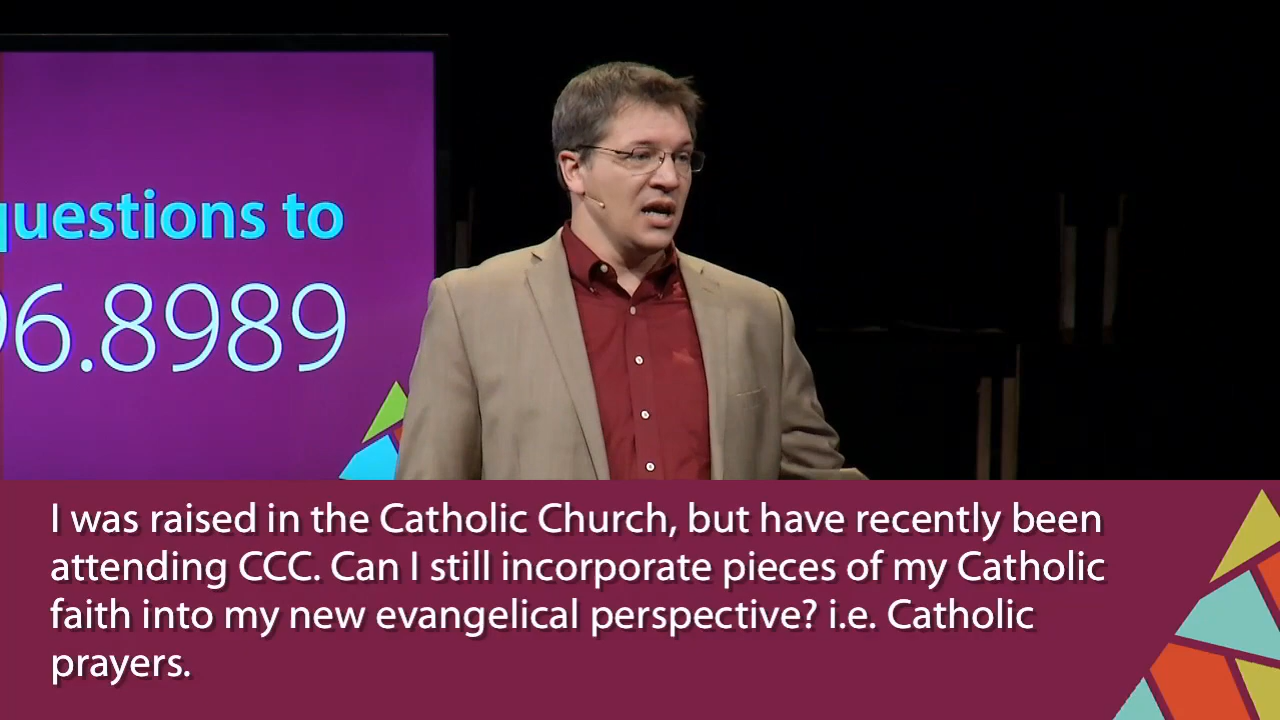 questions to
96.8989
I was raised in the Catholic Church, but have recently been
attending CCC. Can I still incorporate pieces of my Catholic
faith into my new evangelical perspective? i.e. Catholic
prayers.